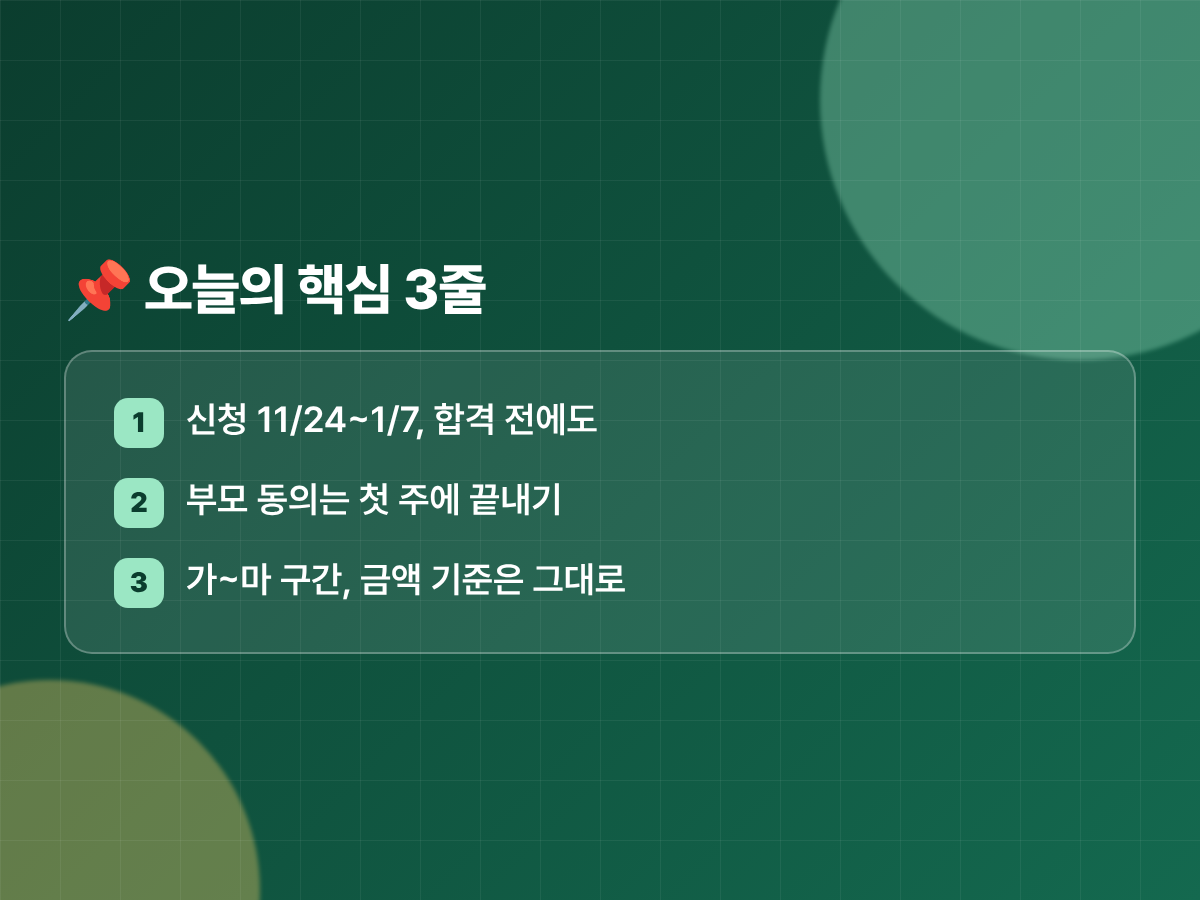 📌 오늘의 핵심 3줄
1 신청 11/24~1/7, 합격 전에도
2 부모 동의는 첫 주에 끝내기
3 가~마 구간, 금액 기준은 그대로